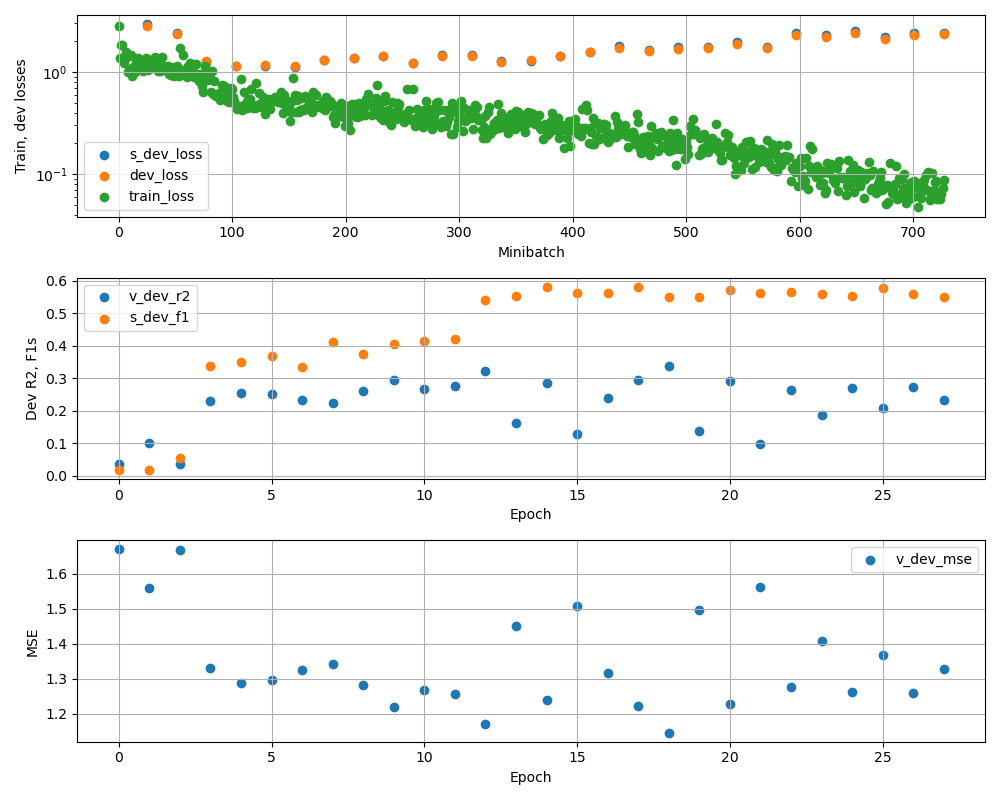 Train, dev losses
10⁰
10⁻¹
s_dev_loss
dev_loss
train_loss
0 100 200 300 400 500 600 700
Minibatch
Dev R2, F1s
0.6
0.5
0.4
0.3
0.2
0.1
0.0
v_dev_r2
s_dev_f1
0 5 10 15 20 25
Epoch
MSE
1.6
1.5
1.4
1.3
1.2
v_dev_mse
0 5 10 15 20 25
Epoch